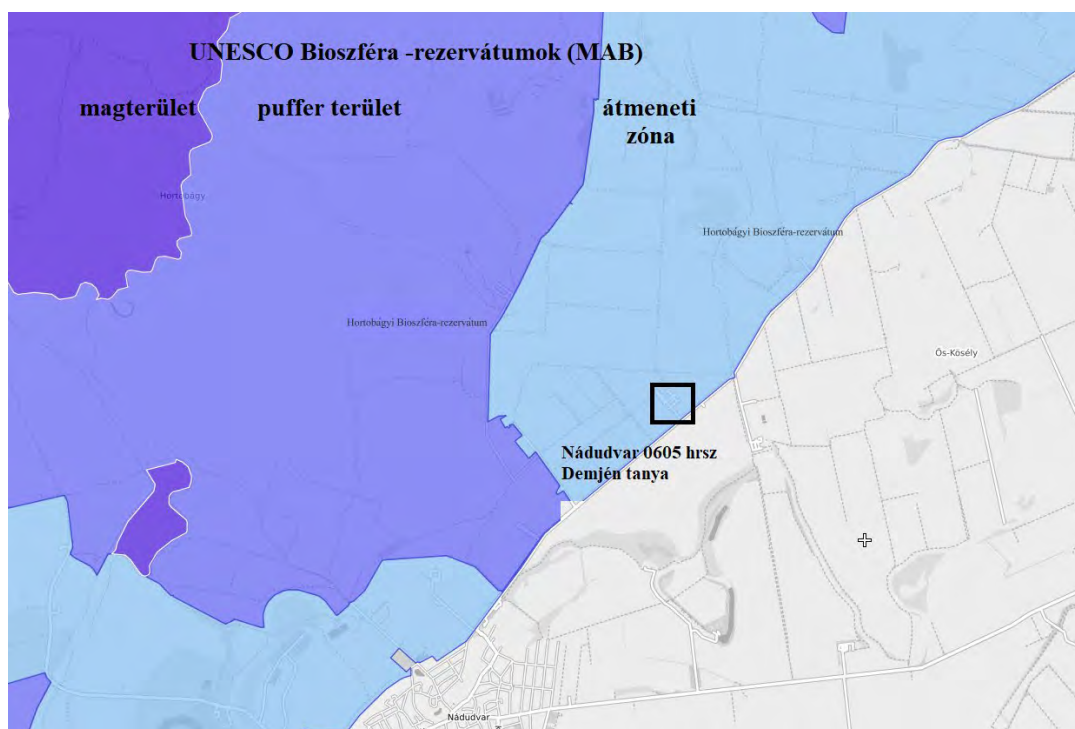 UNESCO Bioszféra -rezervátumok (MAB)
magterület
puffer terület
átmeneti
zóna
Hortobágy
Hortobágyi Bioszféra-rezervátum
Hortobágyi Bioszféra-rezervátum
Ős-Kösély
Nádudvar 0605 hrsz
Demjén tanya
Nádudvar